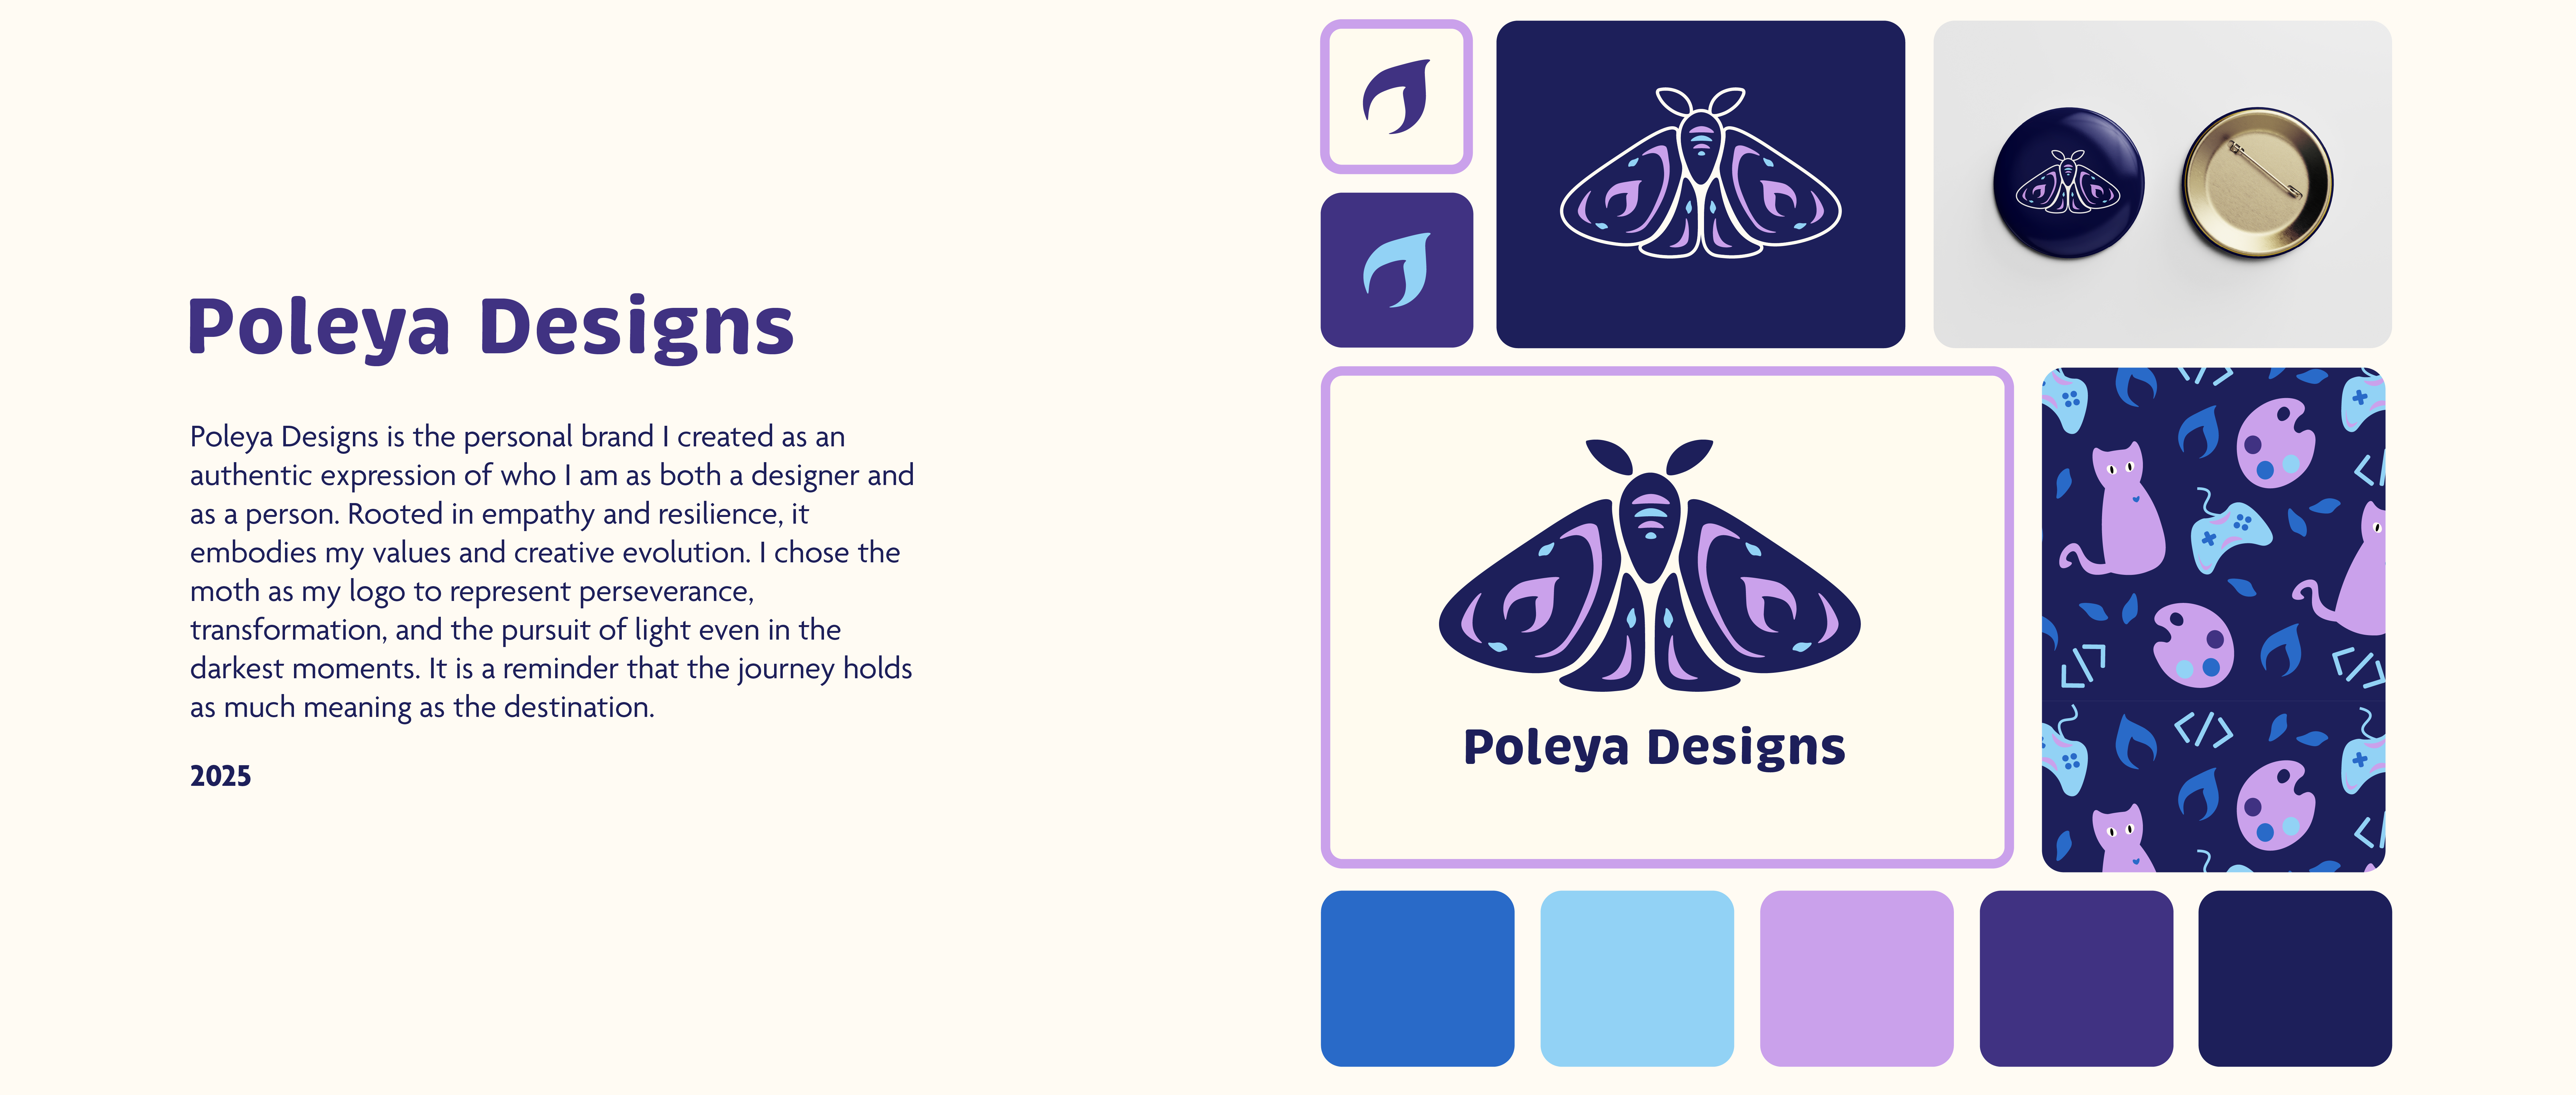 Poleya Designs
Poleya Designs is the personal brand I created as an
authentic expression of who I am as both a designer and
as a person. Rooted in empathy and resilience, it
embodies my values and creative evolution. I chose the
moth as my logo to represent perseverance,
transformation, and the pursuit of light even in the
darkest moments. It is a reminder that the journey holds
as much meaning as the destination.
2025
Poleya Designs